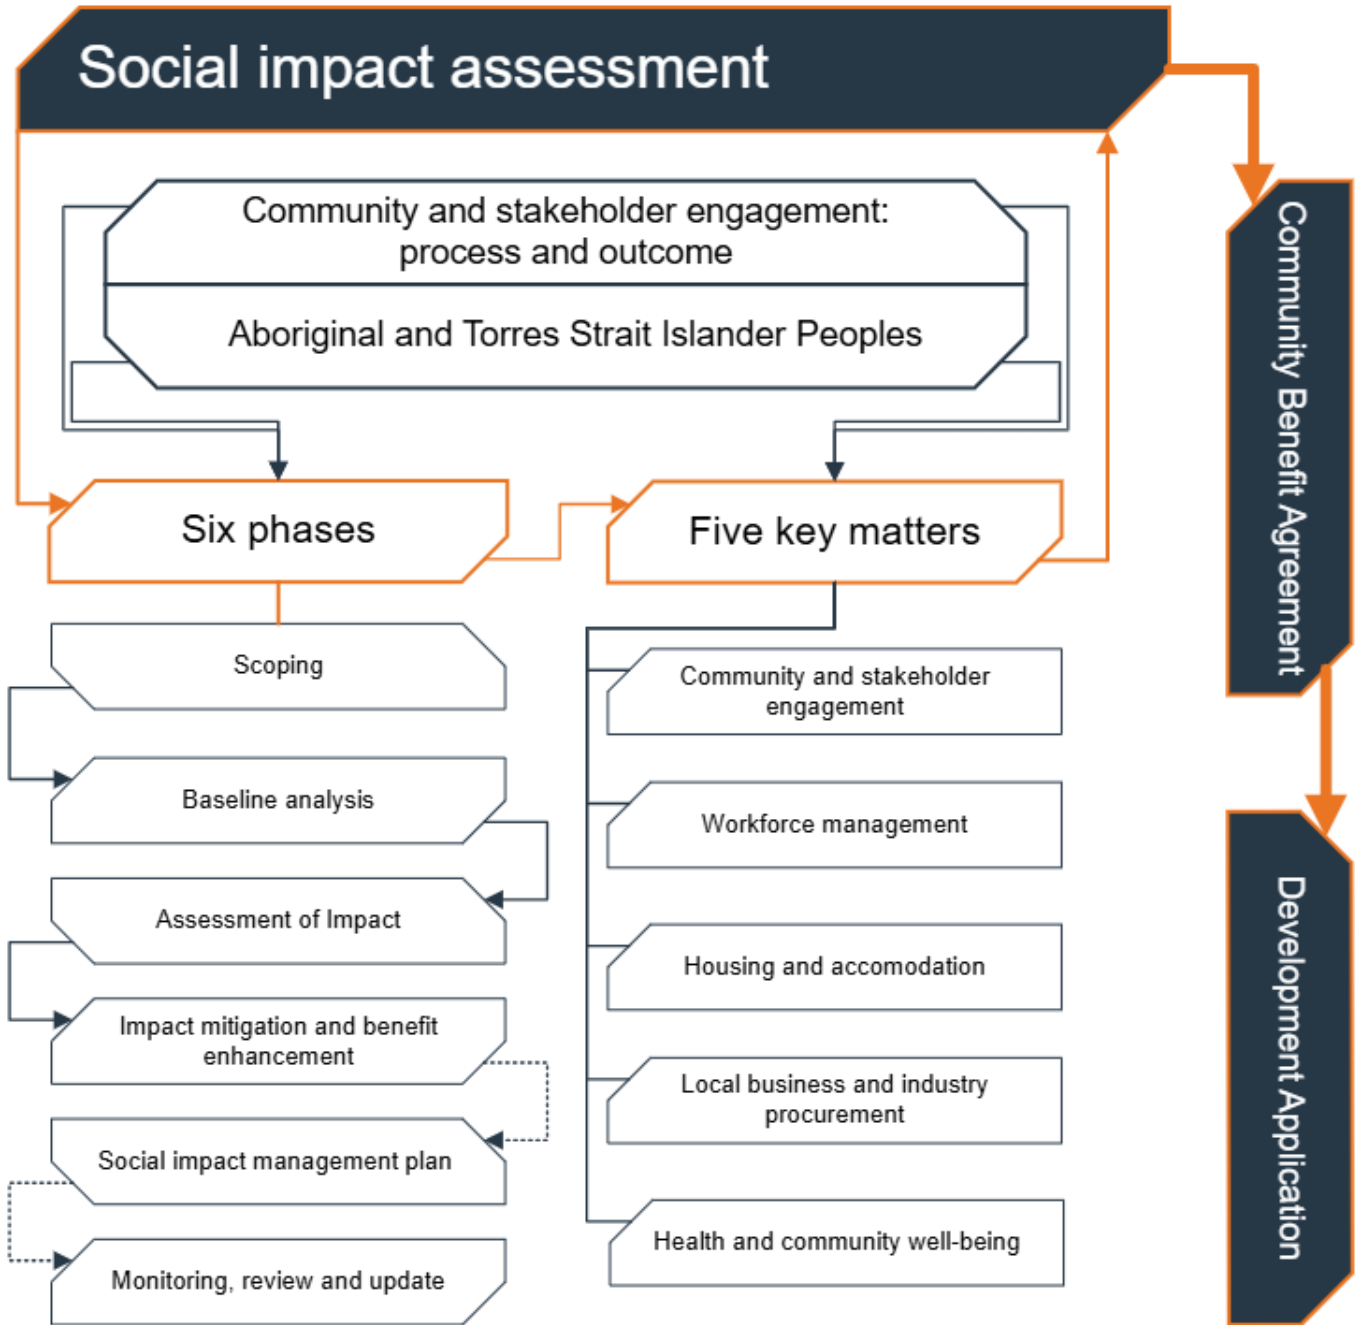 Social impact assessment
Community and stakeholder engagement:
process and outcome
Aboriginal and Torres Strait Islander Peoples
Six phases
Scoping
Baseline analysis
Assessment of Impact
Impact mitigation and benefit
enhancement
Social impact management plan
Monitoring, review and update
Five key matters
Community and stakeholder
engagement
Workforce management
Housing and accomodation
Local business and industry
procurement
Health and community well-being
Community Benefit Agreement
Development Application